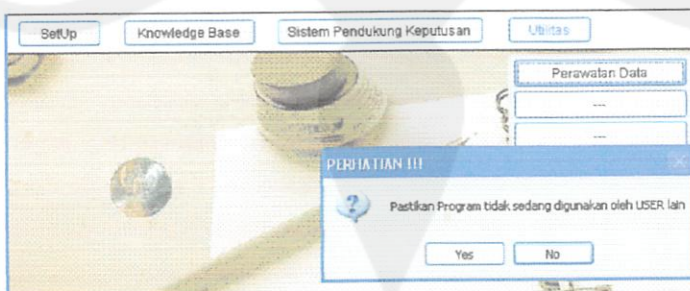 SetUp Knowledge Base Sistem Pendukung Keputusan Utilitas
Perawatan Data
---
---
PERHATIAN !!!
Pastikan Program tidak sedang digunakan oleh USER lain
Yes No